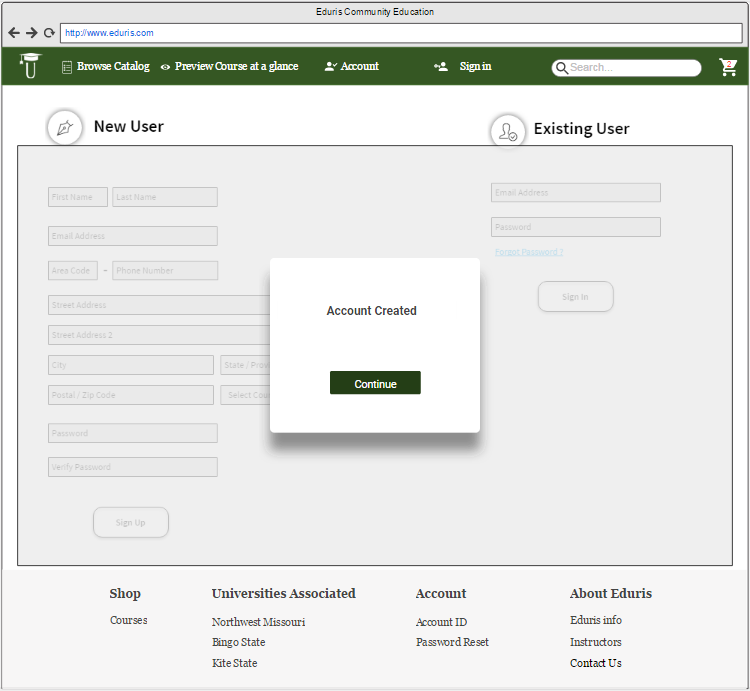 Eduris Community Education
http://www.eduris.com
Browse Catalog Preview Course at a glance Account Sign in Search... 2
New User
Existing User
First Name Last Name
Email Address
Area Code - Phone Number
Street Address
Street Address 2
City State / Provi
Postal / Zip Code Select Cou
Password
Verify Password
Sign Up
Email Address
Password
Forgot Password ?
Sign In
Account Created
Continue
Shop
Courses
Universities Associated
Northwest Missouri
Bingo State
Kite State
Account
Account ID
Password Reset
About Eduris
Eduris info
Instructors
Contact Us